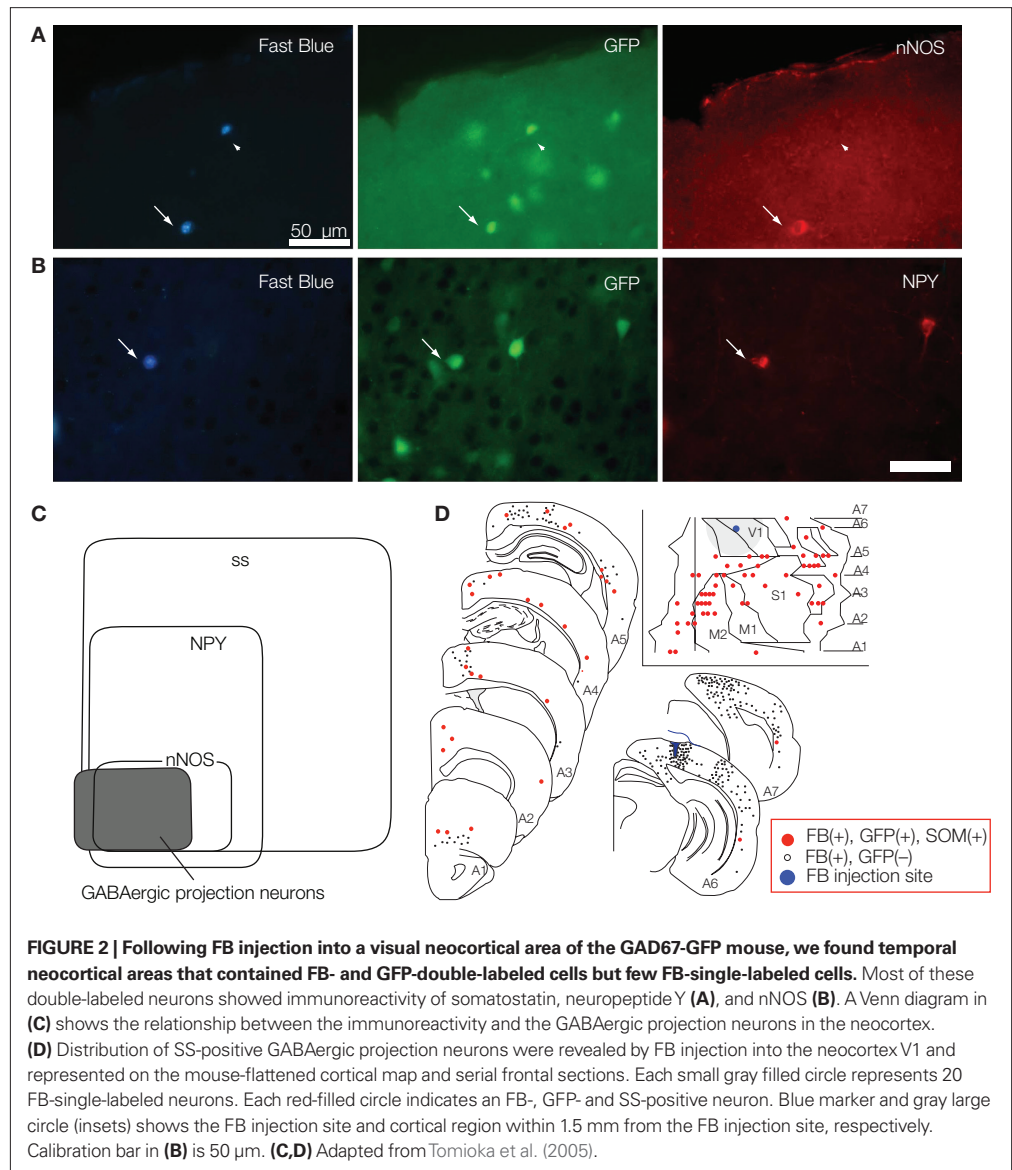 A
Fast Blue
GFP
nNOS
50 µm
B
Fast Blue
GFP
NPY
C
SS
NPY
nNOS
GABAergic projection neurons
D
A5
A4
A3
A2
A1
A7
A6
V1
A5
A4
S1
A3
M2
M1
A2
A1
A7
A6
FB(+), GFP(+), SOM(+)
FB(+), GFP(–)
FB injection site
FIGURE 2 | Following FB injection into a visual neocortical area of the GAD67-GFP mouse, we found temporal
neocortical areas that contained FB- and GFP-double-labeled cells but few FB-single-labeled cells. Most of these
double-labeled neurons showed immunoreactivity of somatostatin, neuropeptide Y (A), and nNOS (B). A Venn diagram in
(C) shows the relationship between the immunoreactivity and the GABAergic projection neurons in the neocortex.
(D) Distribution of SS-positive GABAergic projection neurons were revealed by FB injection into the neocortex V1 and
represented on the mouse-flattened cortical map and serial frontal sections. Each small gray filled circle represents 20
FB-single-labeled neurons. Each red-filled circle indicates an FB-, GFP- and SS-positive neuron. Blue marker and gray large
circle (insets) shows the FB injection site and cortical region within 1.5 mm from the FB injection site, respectively.
Calibration bar in (B) is 50 µm. (C,D) Adapted from Tomioka et al. (2005).